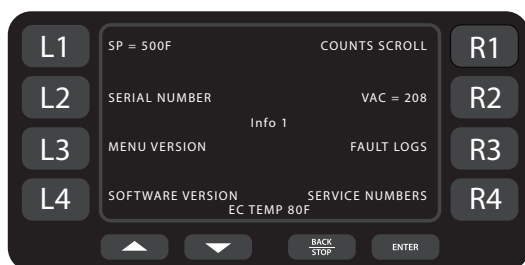 L1 SP = 500F COUNTS SCROLL R1
L2 SERIAL NUMBER VAC = 208 R2
Info 1
L3 MENU VERSION FAULT LOGS R3
L4 SOFTWARE VERSION SERVICE NUMBERS R4
EC TEMP 80F
BACK
STOP
ENTER